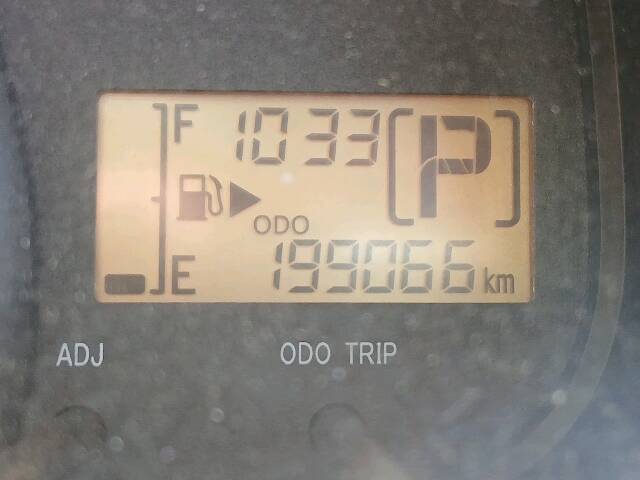 F 1033 P
ODO
E 199066 km
ADJ ODO TRIP